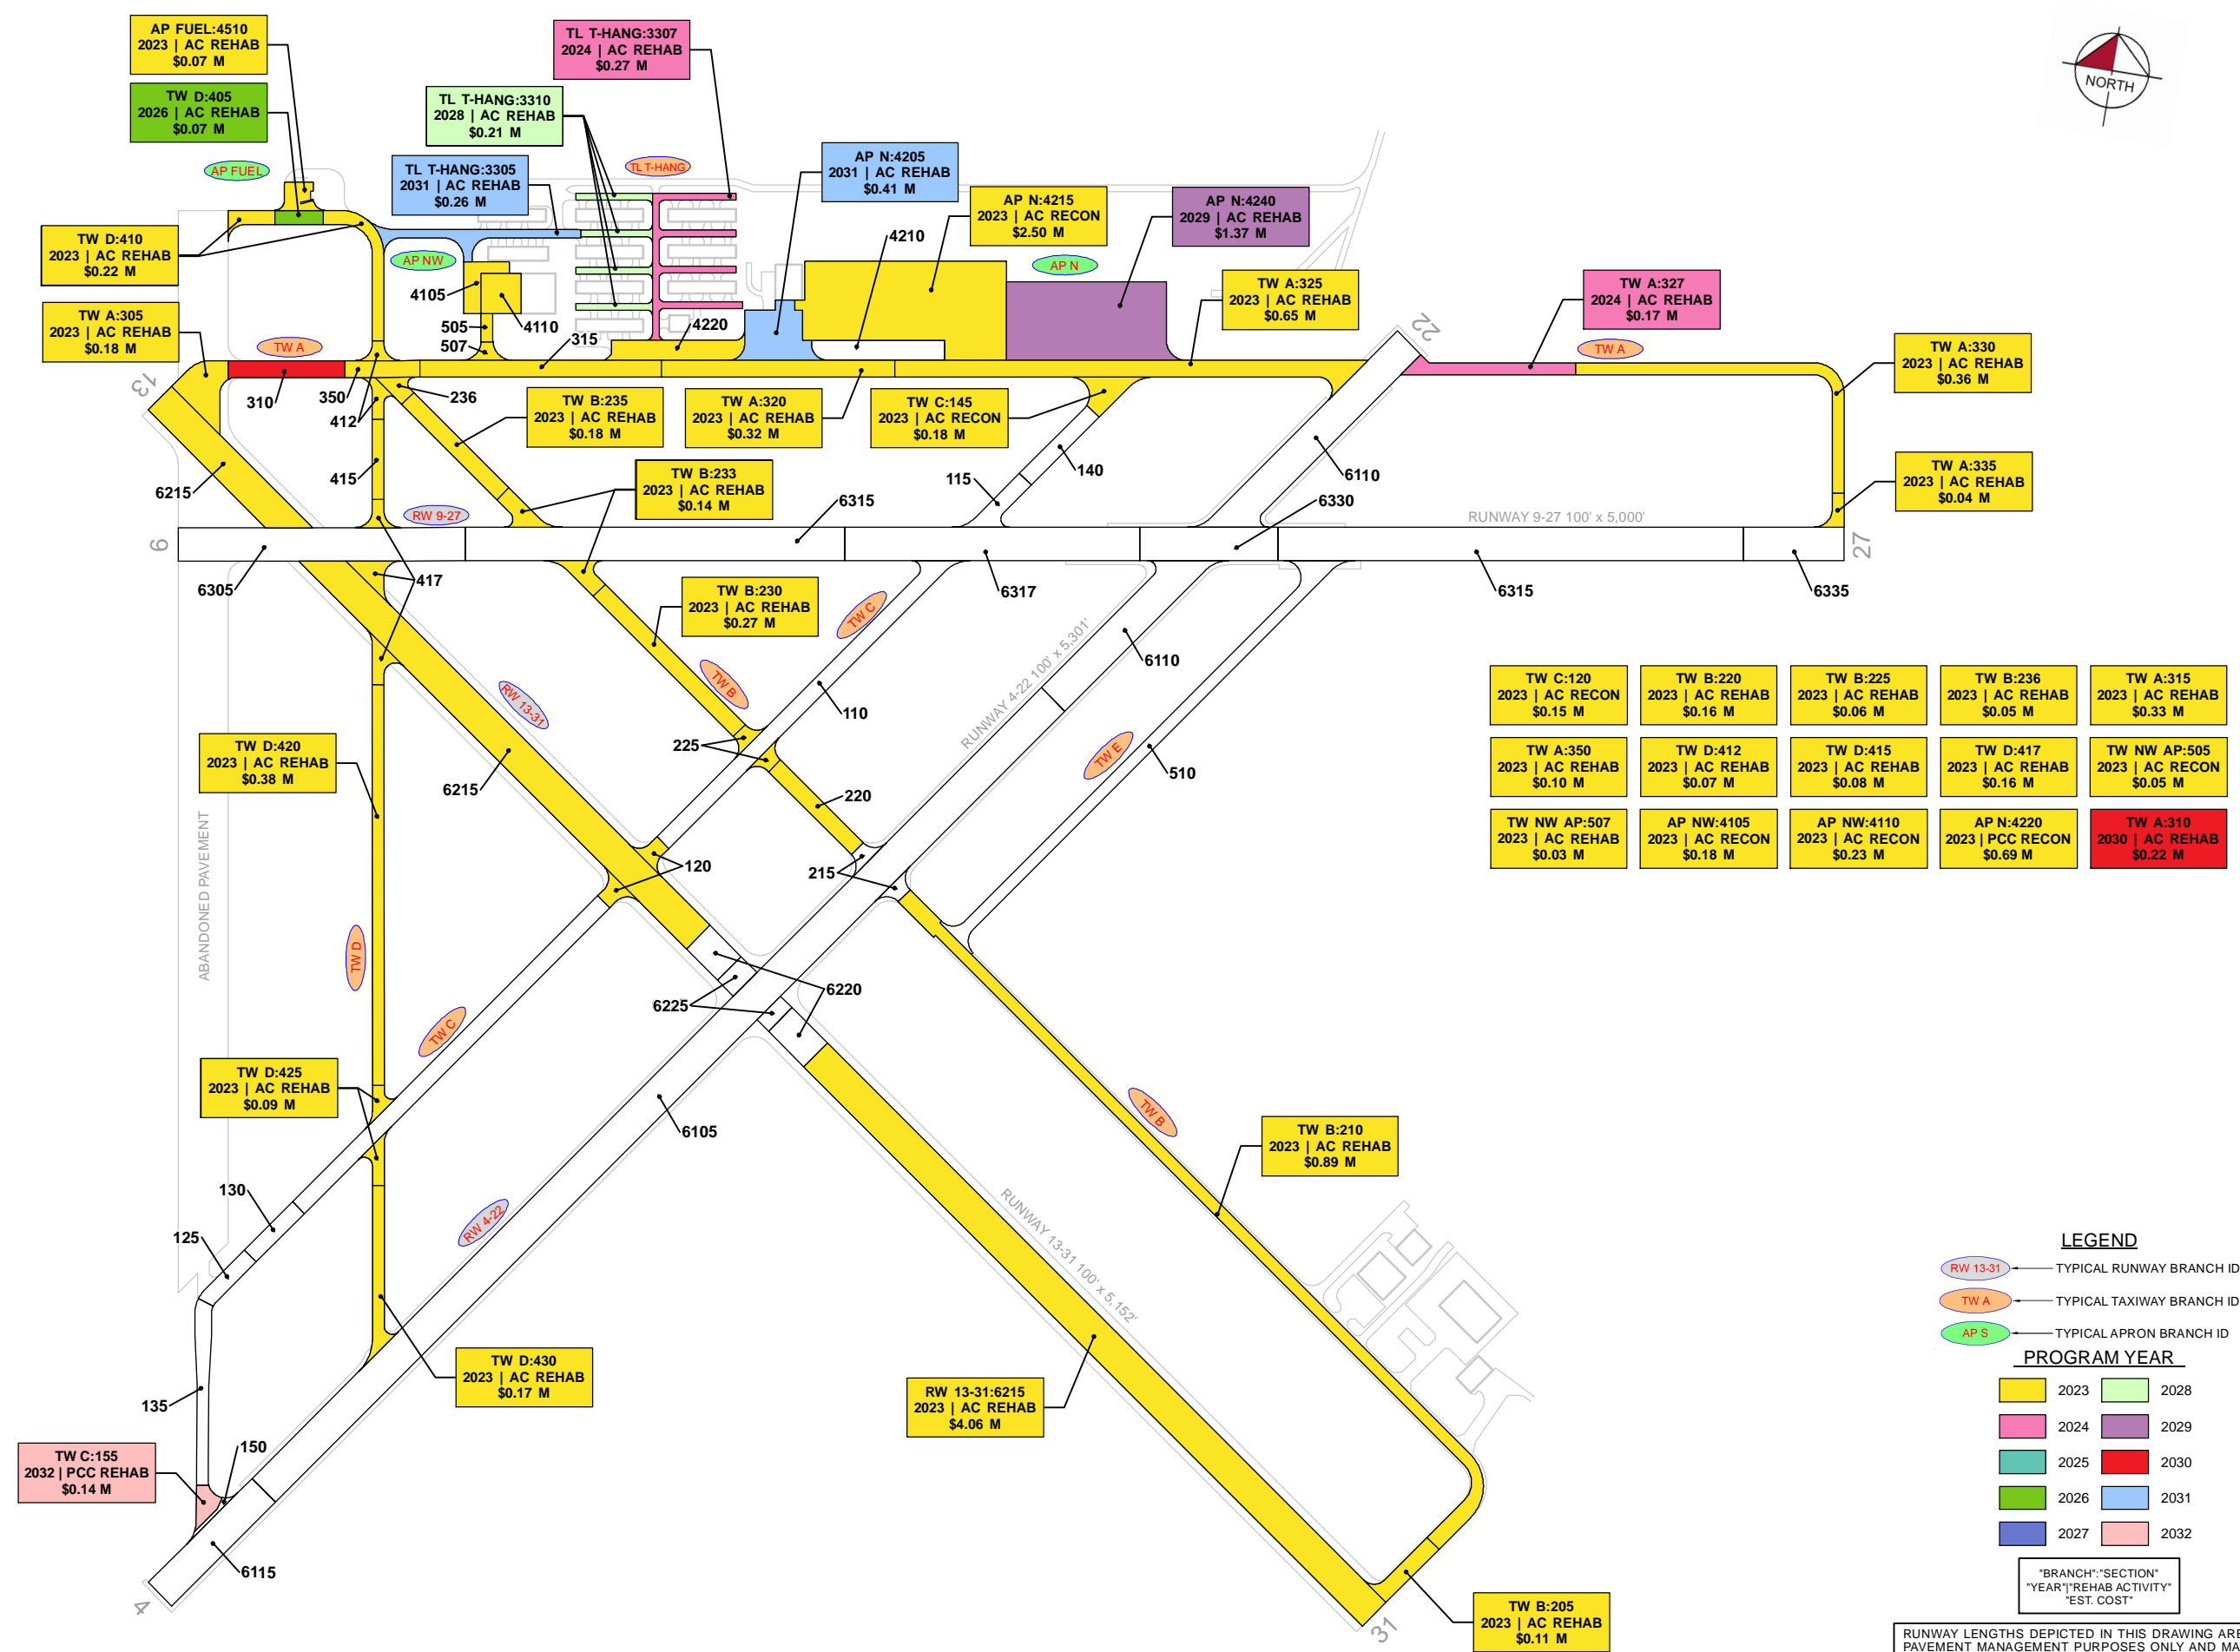 AP FUEL:4510
2023 | AC REHAB
$0.07 M
TW D:405
2026 | AC REHAB
$0.07 M
TL T-HANG:3307
2024 | AC REHAB
$0.27 M
TL T-HANG:3310
2028 | AC REHAB
$0.21 M
NORTH
AP FUEL
TL T-HANG:3305
2031 | AC REHAB
$0.26 M
TL T-HANG
AP N:4205
2031 | AC REHAB
$0.41 M
AP N:4215
2023 | AC RECON
$2.50 M
AP N:4240
2029 | AC REHAB
$1.37 M
4210
TW D:410
2023 | AC REHAB
$0.22 M
AP NW
AP N
4105
4110
TW A:325
2023 | AC REHAB
$0.65 M
TW A:327
2024 | AC REHAB
$0.17 M
TW A:305
2023 | AC REHAB
$0.18 M
505
507
315
4220
22
TW A
TW A
TW A:330
2023 | AC REHAB
$0.36 M
13
310
350
412
236
TW B:235
2023 | AC REHAB
$0.18 M
TW A:320
2023 | AC REHAB
$0.32 M
TW C:145
2023 | AC RECON
$0.18 M
140
6110
6215
415
TW B:233
2023 | AC REHAB
$0.14 M
115
6330
6315
TW A:335
2023 | AC REHAB
$0.04 M
RW 9-27
RUNWAY 9-27 100' x 5,000'
9
27
6305
417
6317
6315
6335
TW B:230
2023 | AC REHAB
$0.27 M
TW C
TW B
RW 13-31
110
6110
RUNWAY 4-22 100' x 5,301'
TW E
510
225
220
TW C:120
2023 | AC RECON
$0.15 M
TW B:220
2023 | AC REHAB
$0.16 M
TW B:225
2023 | AC REHAB
$0.06 M
TW B:236
2023 | AC REHAB
$0.05 M
TW A:315
2023 | AC REHAB
$0.33 M
TW A:350
2023 | AC REHAB
$0.10 M
TW D:412
2023 | AC REHAB
$0.07 M
TW D:415
2023 | AC REHAB
$0.08 M
TW D:417
2023 | AC REHAB
$0.16 M
TW NW AP:505
2023 | AC RECON
$0.05 M
TW NW AP:507
2023 | AC REHAB
$0.03 M
AP NW:4105
2023 | AC RECON
$0.18 M
AP NW:4110
2023 | AC RECON
$0.23 M
AP N:4220
2023 | PCC RECON
$0.69 M
TW A:310
2030 | AC REHAB
$0.22 M
TW D:420
2023 | AC REHAB
$0.38 M
6215
120
215
ABANDONED PAVEMENT
TW D
TW C
6225
6220
TW D:425
2023 | AC REHAB
$0.09 M
6105
TW B
TW B:210
2023 | AC REHAB
$0.89 M
130
125
RW 4-22
RUNWAY 13-31 100' x 5,152'
TW D:430
2023 | AC REHAB
$0.17 M
RW 13-31:6215
2023 | AC REHAB
$4.06 M
135
150
TW C:155
2032 | PCC REHAB
$0.14 M
6115
4
31
TW B:205
2023 | AC REHAB
$0.11 M
LEGEND
RW 13-31 TYPICAL RUNWAY BRANCH ID
TW A TYPICAL TAXIWAY BRANCH ID
AP S TYPICAL APRON BRANCH ID
PROGRAM YEAR
2023 2028
2024 2029
2025 2030
2026 2031
2027 2032
"BRANCH":"SECTION"
"YEAR"|"REHAB ACTIVITY"
"EST. COST"
RUNWAY LENGTHS DEPICTED IN THIS DRAWING ARE
PAVEMENT MANAGEMENT PURPOSES ONLY AND